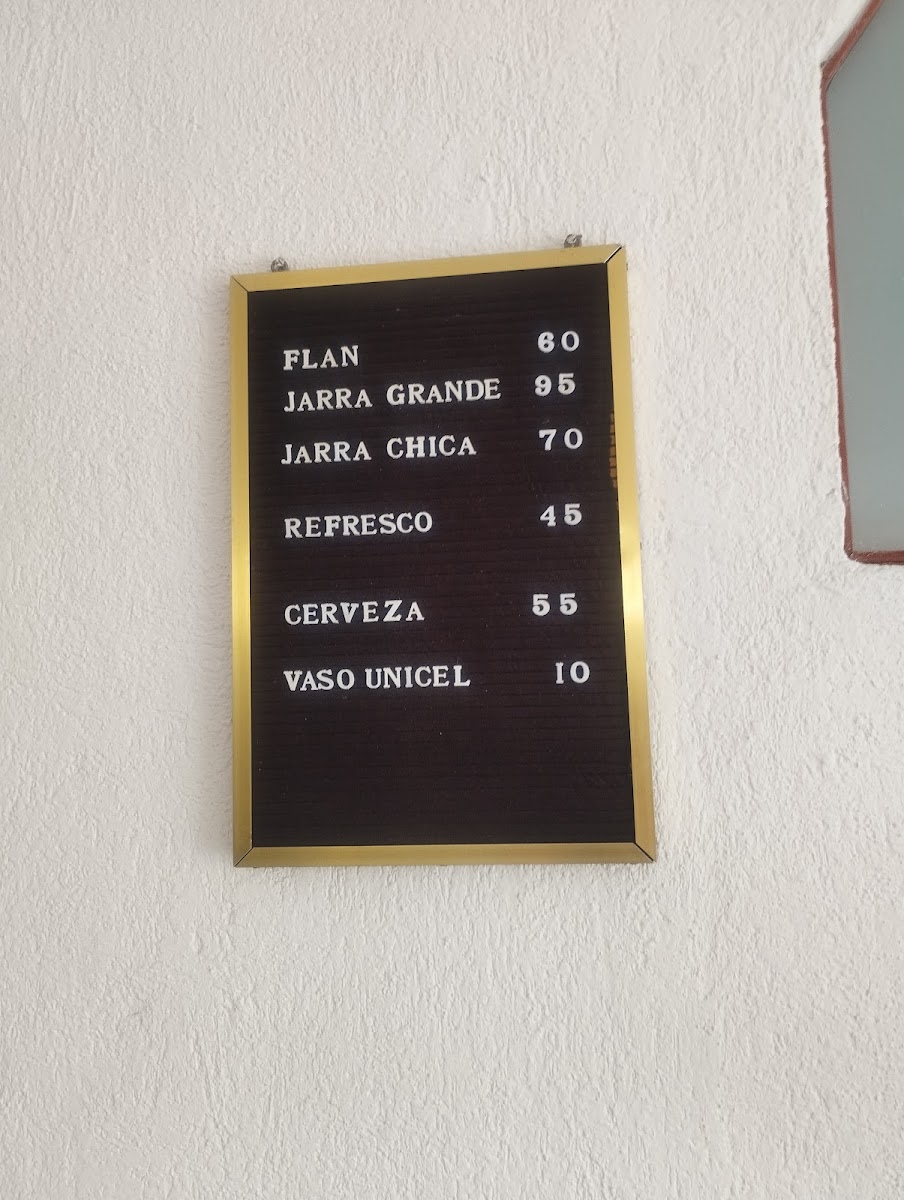 FLAN 60
JARRA GRANDE 95
JARRA CHICA 70
REFRESCO 45
CERVEZA 55
VASO UNICEL 10